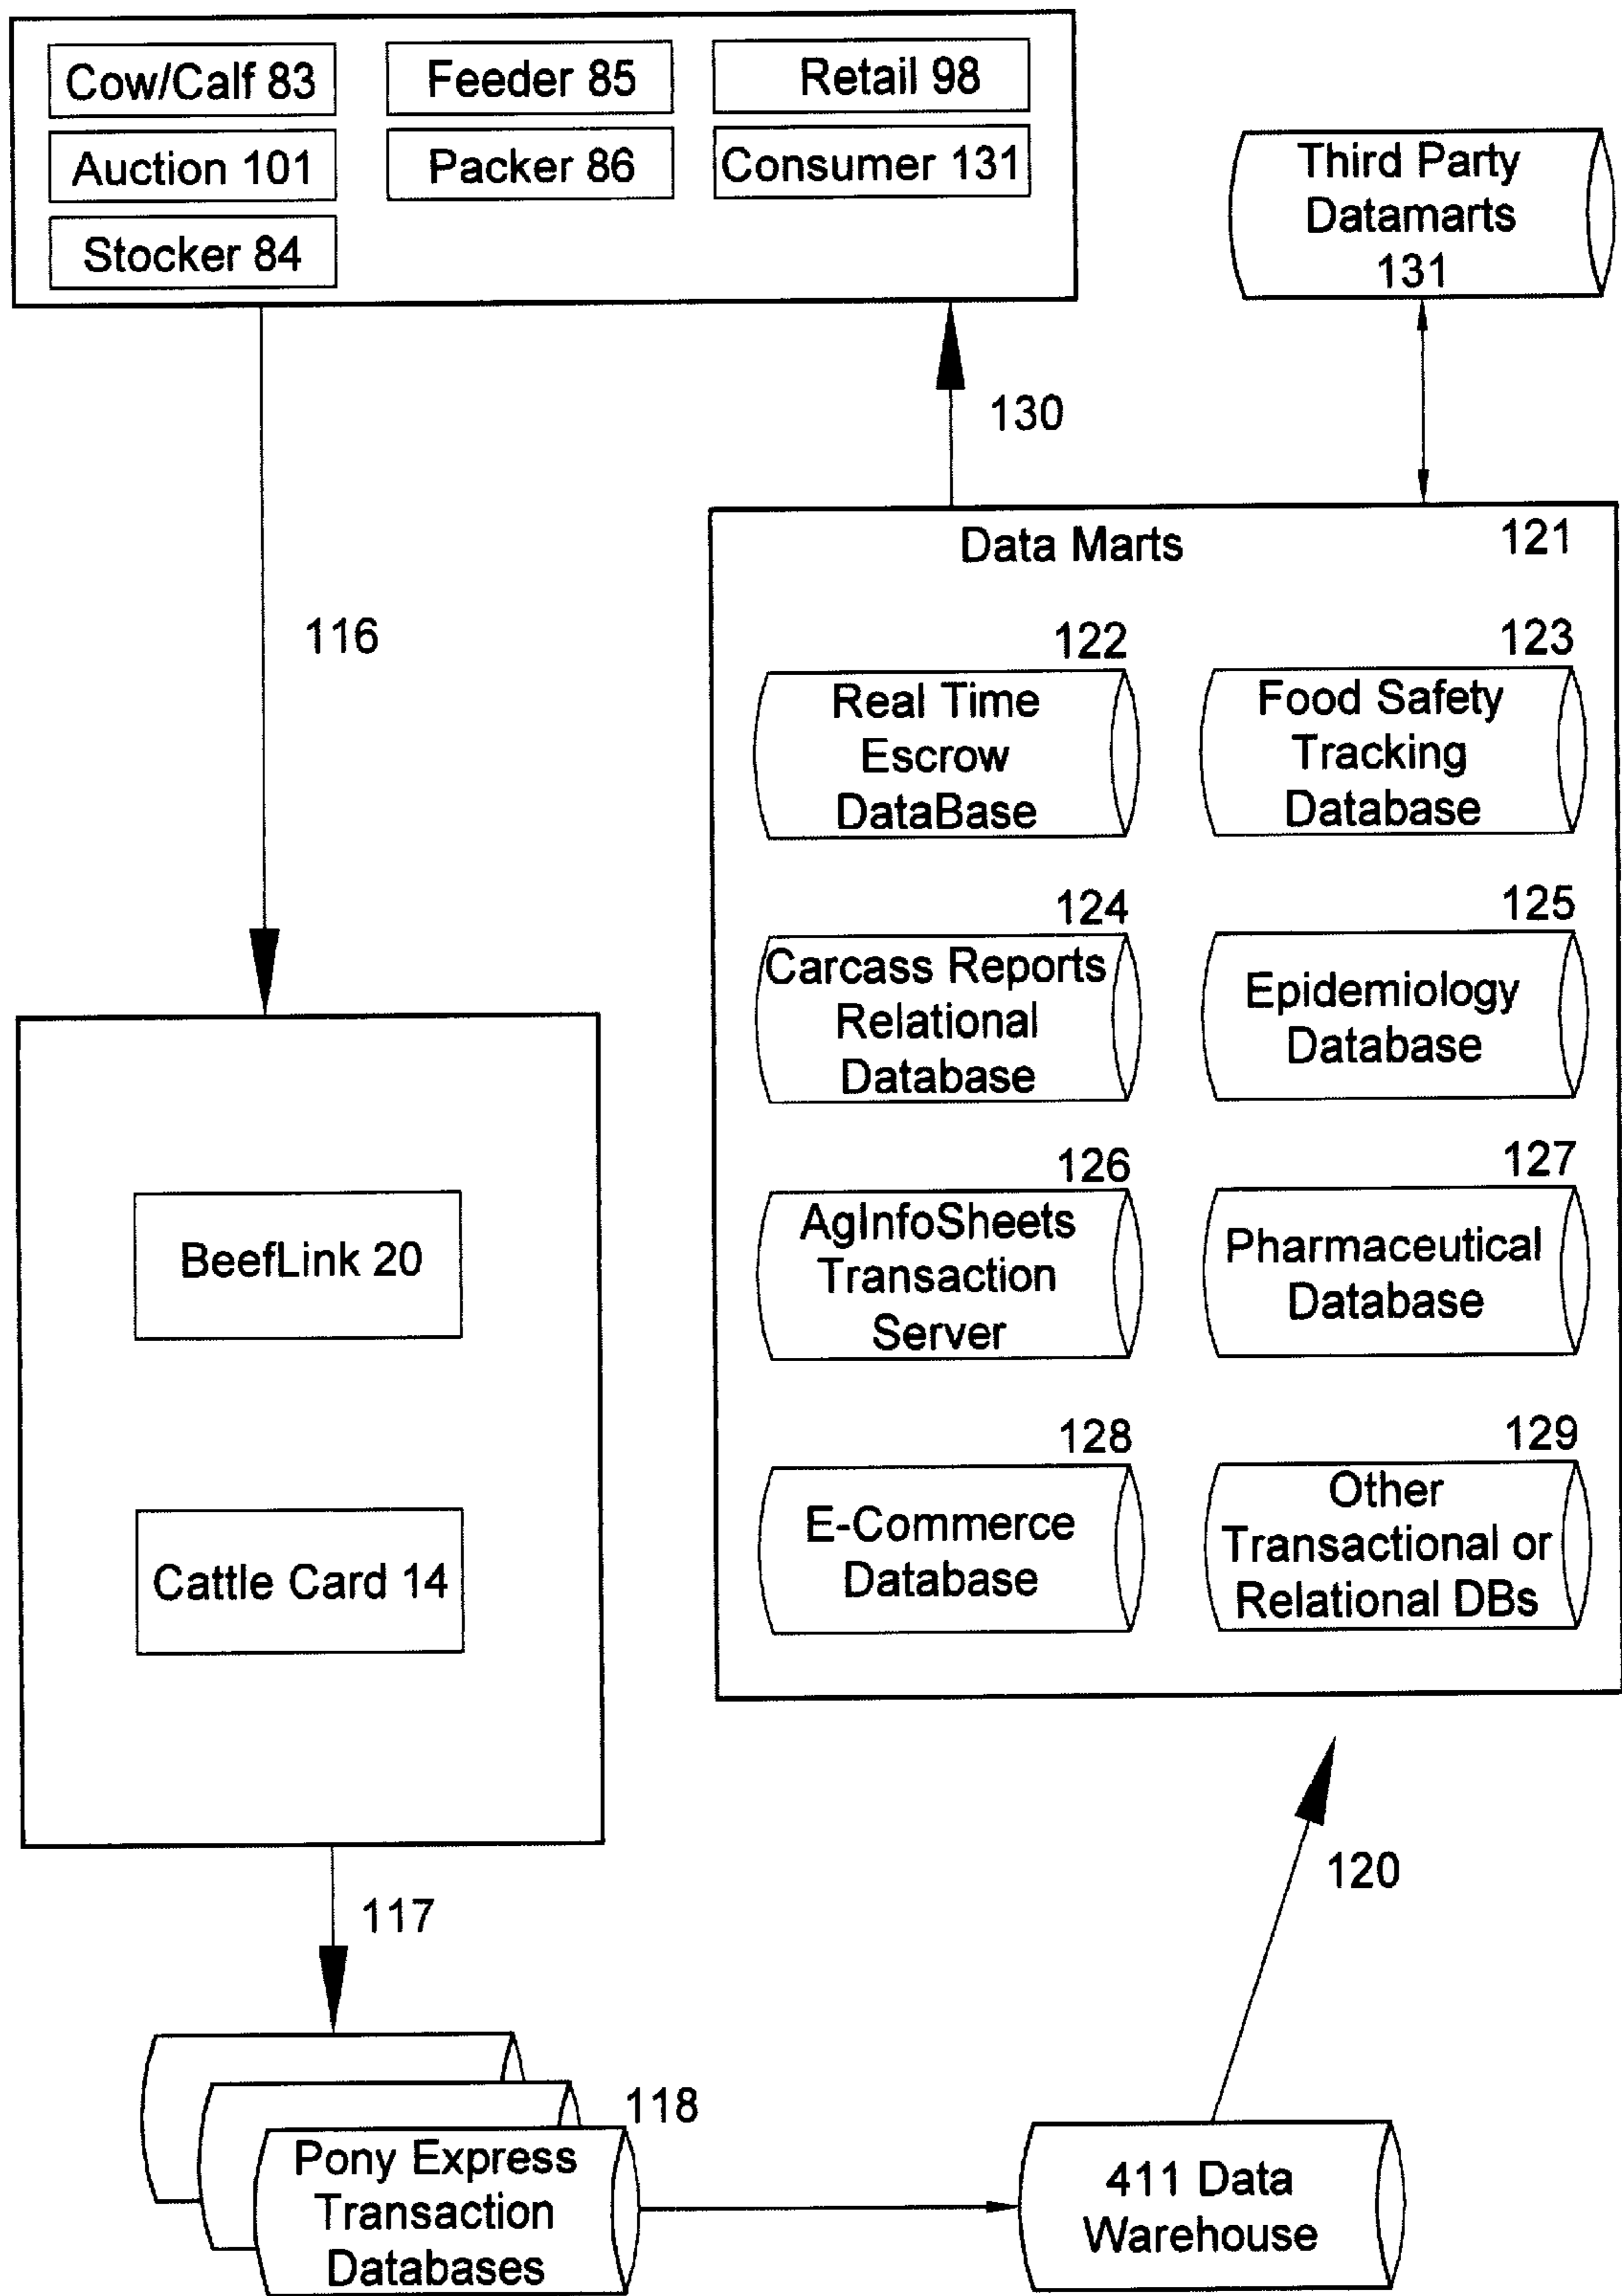 Cow/Calf 83
Feeder 85
Retail 98
Auction 101
Packer 86
Consumer 131
Stocker 84
Third Party
Datamarts
131
130
116
Data Marts
121
122
Real Time
Escrow
DataBase
123
Food Safety
Tracking
Database
124
Carcass Reports
Relational
Database
125
Epidemiology
Database
126
AgInfoSheets
Transaction
Server
127
Pharmaceutical
Database
128
E-Commerce
Database
129
Other
Transactional or
Relational DBs
BeefLink 20
Cattle Card 14
117
120
118
Pony Express
Transaction
Databases
411 Data
Warehouse